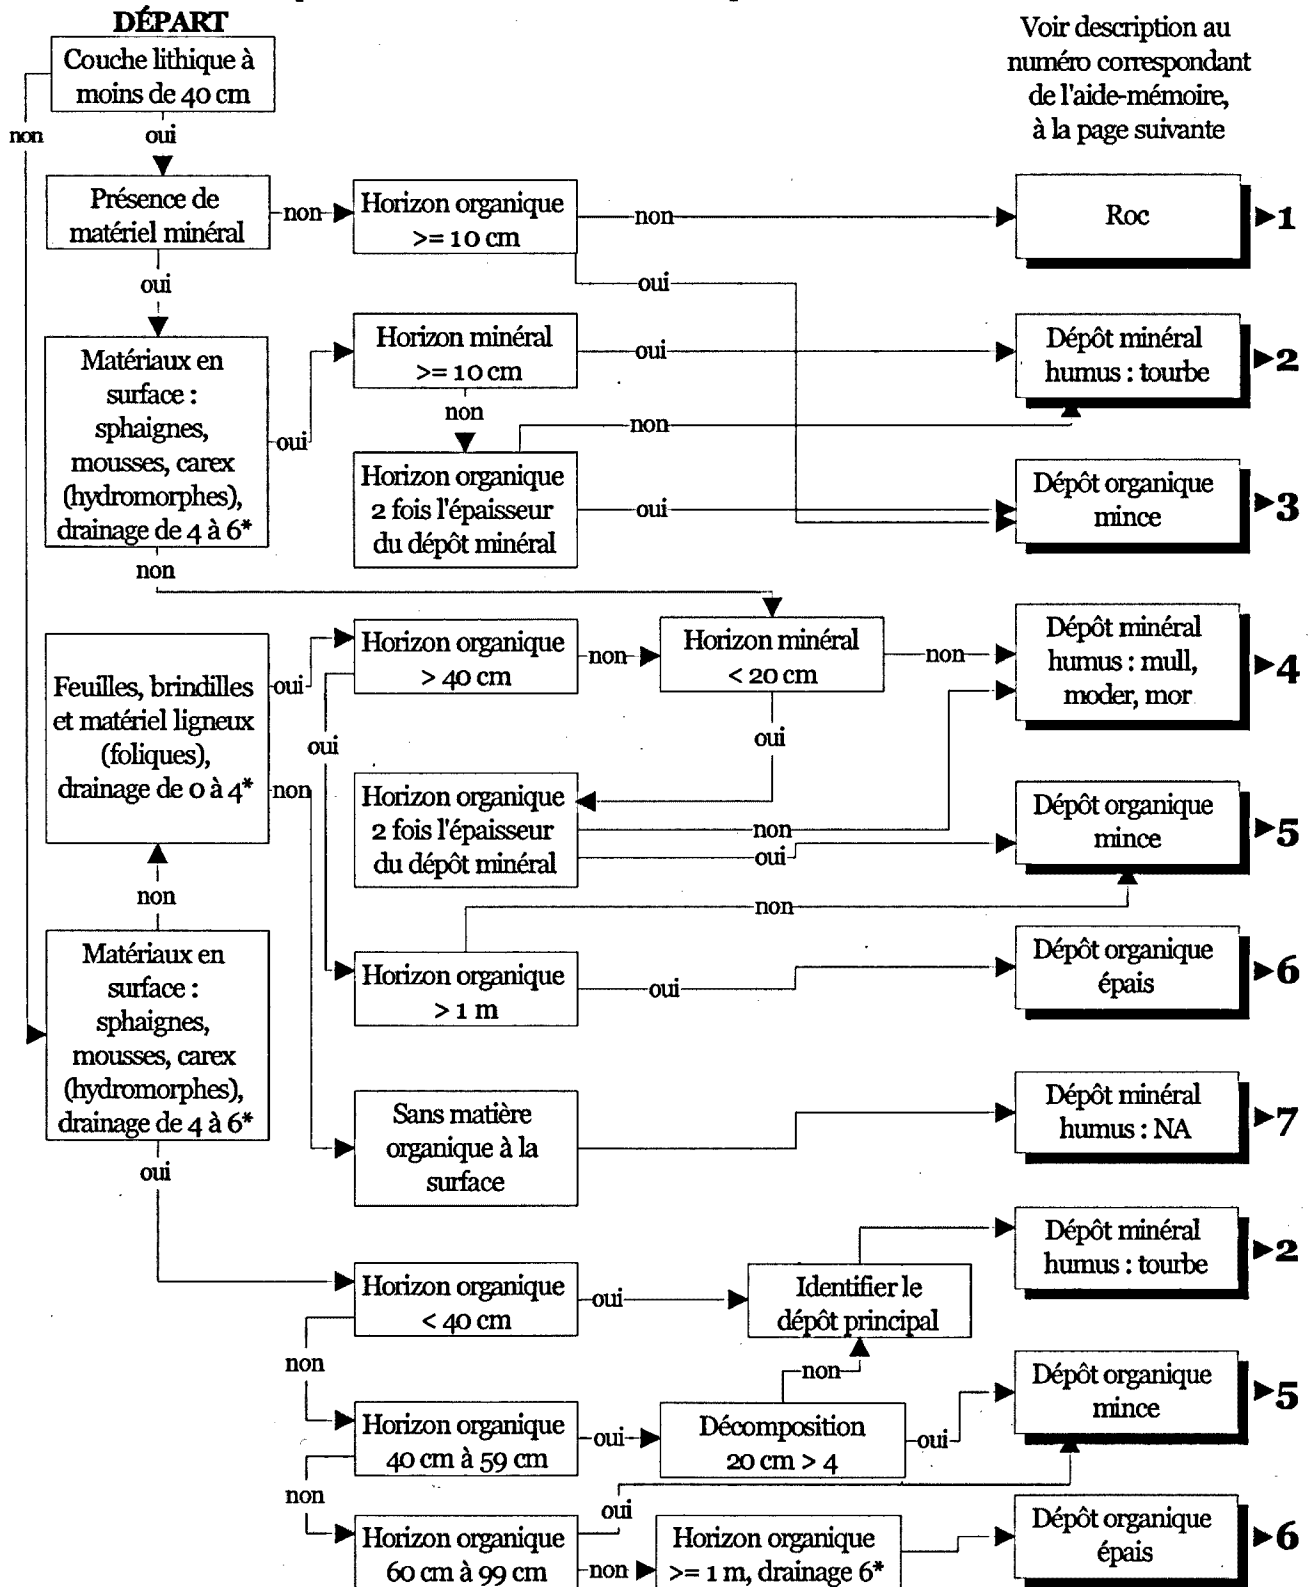 DÉPART
Couche lithique à
moins de 40 cm
Voir description au
numéro correspondant
de l'aide-mémoire,
à la page suivante
non
oui
Présence de
matériel minéral
non
Horizon organique
>= 10 cm
non
Roc
1
oui
oui
Matériaux en
surface :
sphaignes,
mousses, carex
(hydromorphes),
drainage de 4 à 6*
oui
Horizon minéral
>= 10 cm
oui
Dépôt minéral
humus : tourbe
2
non
non
Horizon organique
2 fois l'épaisseur
du dépôt minéral
oui
Dépôt organique
mince
3
non
Feuilles, brindilles
et matériel ligneux
(foliques),
drainage de 0 à 4*
oui
non
Horizon organique
> 40 cm
non
Horizon minéral
< 20 cm
non
Dépôt minéral
humus : mull,
moder, mor
4
oui
oui
Horizon organique
2 fois l'épaisseur
du dépôt minéral
non
oui
Dépôt organique
mince
5
non
non
Matériaux en
surface :
sphaignes,
mousses, carex
(hydromorphes),
drainage de 4 à 6*
Horizon organique
> 1 m
oui
Dépôt organique
épais
6
Sans matière
organique à la
surface
Dépôt minéral
humus : NA
7
oui
Horizon organique
< 40 cm
oui
Identifier le
dépôt principal
Dépôt minéral
humus : tourbe
2
non
non
Horizon organique
40 cm à 59 cm
oui
Décomposition
20 cm > 4
oui
Dépôt organique
mince
5
non
oui
Horizon organique
60 cm à 99 cm
non
Horizon organique
>= 1 m, drainage 6*
Dépôt organique
épais
6